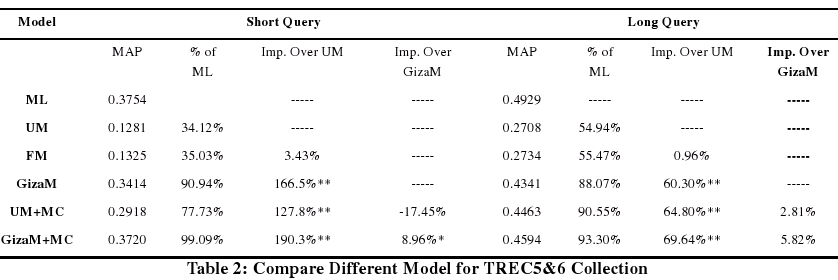 Model Short Query Long Query
MAP % of ML Imp. Over UM Imp. Over GizaM MAP % of ML Imp. Over UM Imp. Over GizaM
ML 0.3754 ----- ----- 0.4929 ----- ----- -----
UM 0.1281 34.12% ----- ----- 0.2708 54.94% ----- -----
FM 0.1325 35.03% 3.43% ----- 0.2734 55.47% 0.96% -----
GizaM 0.3414 90.94% 166.5%** ----- 0.4341 88.07% 60.30%** -----
UM+MC 0.2918 77.73% 127.8%** -17.45% 0.4463 90.55% 64.80%** 2.81%
GizaM+MC 0.3720 99.09% 190.3%** 8.96%* 0.4594 93.30% 69.64%** 5.82%
Table 2: Compare Different Model for TREC5&6 Collection